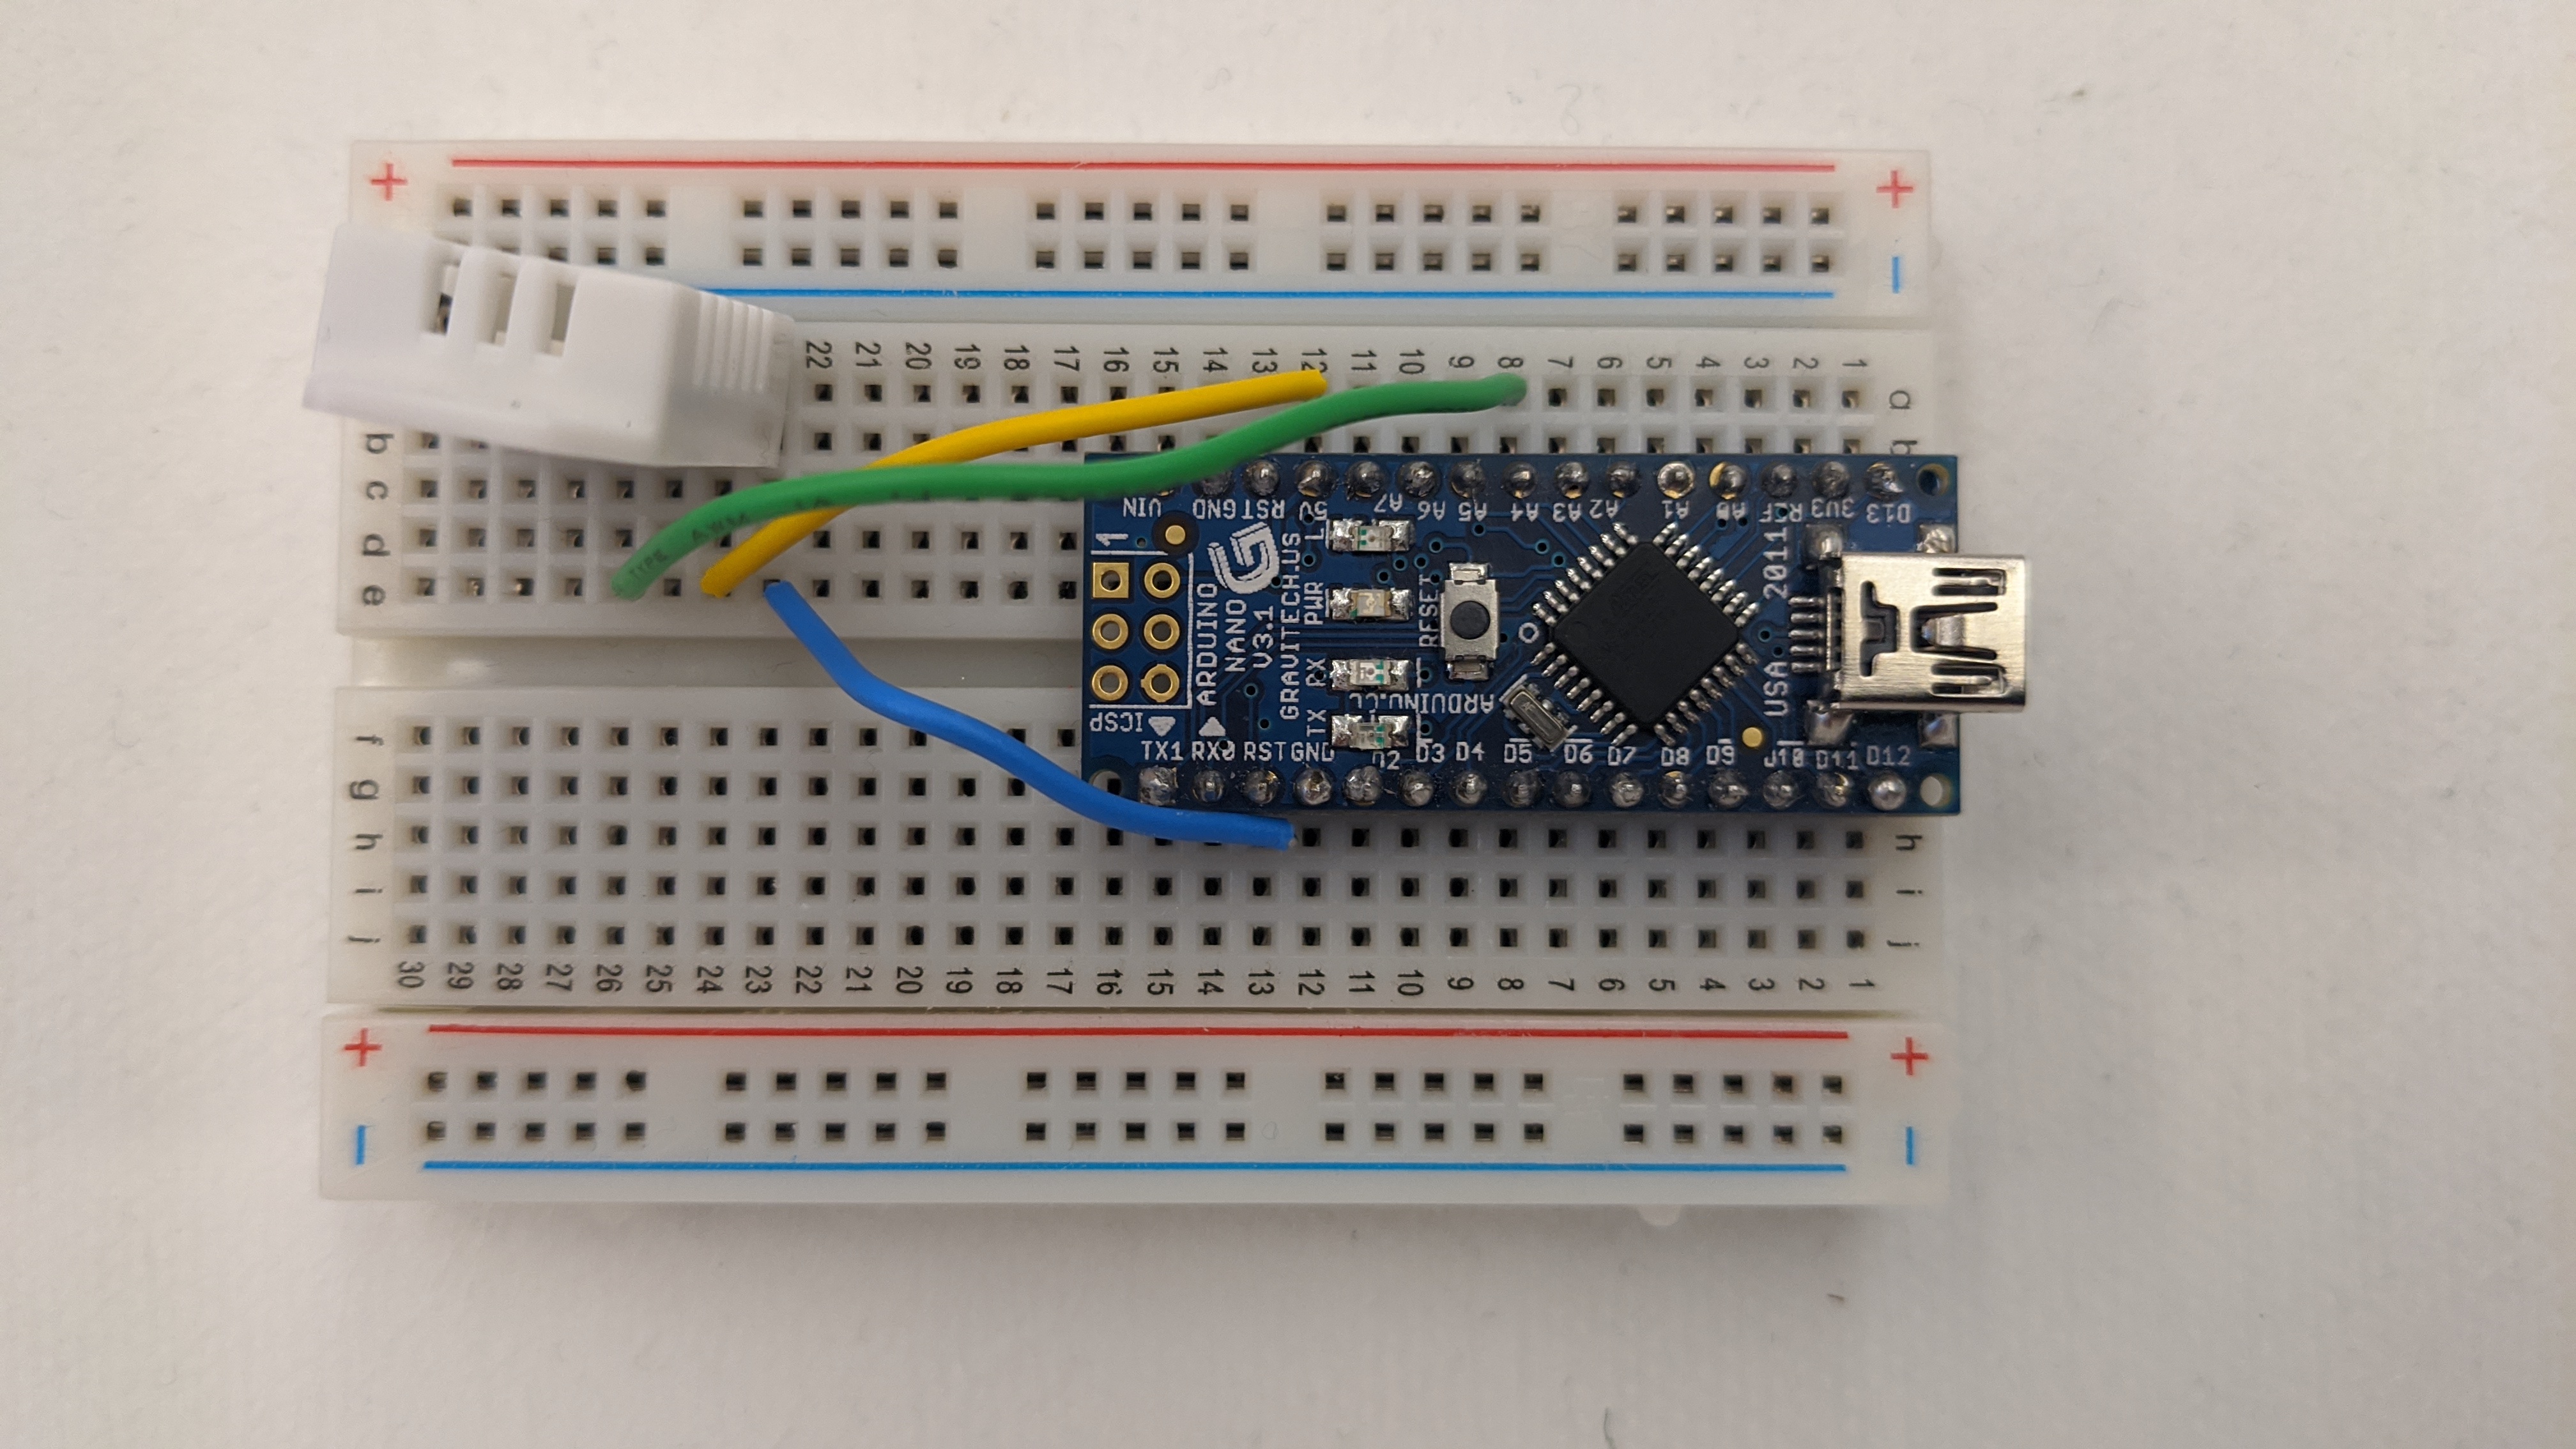 + +
− −
22 21 20 19 18 17 16 15 14 13 12 11 10 9 8 7 6 5 4 3 2 1
a
b b
c
d
e
TYPE
VIN GND RST 5V A7 A6 A5 A4 A3 A2 A1 A0 REF 3V3 D13
1
L
PWR
RX
TX
ARDUINO
NANO
V3.1
GRAVITECH.US
G
RESET
ARDUINO.CC
USA 2011
ICSP
TX1 RX0 RST GND D2 D3 D4 D5 D6 D7 D8 D9 D10 D11 D12
f
g
h h
i i
j j
30 29 28 27 26 25 24 23 22 21 20 19 18 17 16 15 14 13 12 11 10 9 8 7 6 5 4 3 2 1
+ +
− −